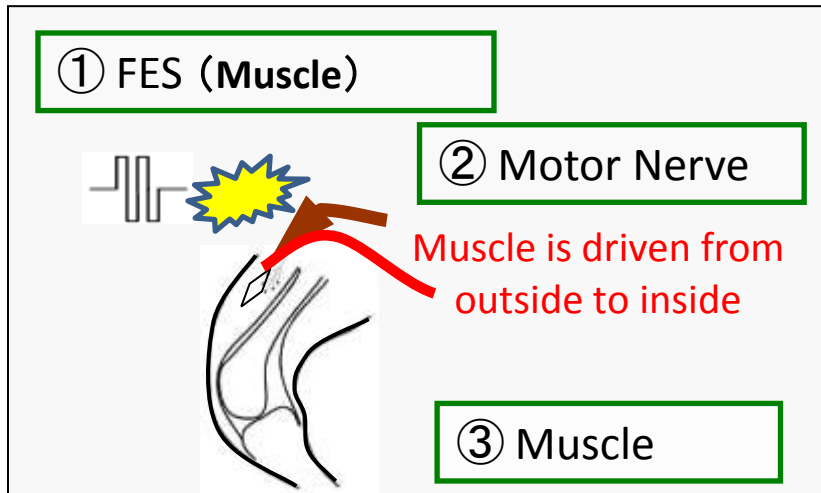 ① FES（Muscle）
② Motor Nerve
Muscle is driven from
outside to inside
③ Muscle